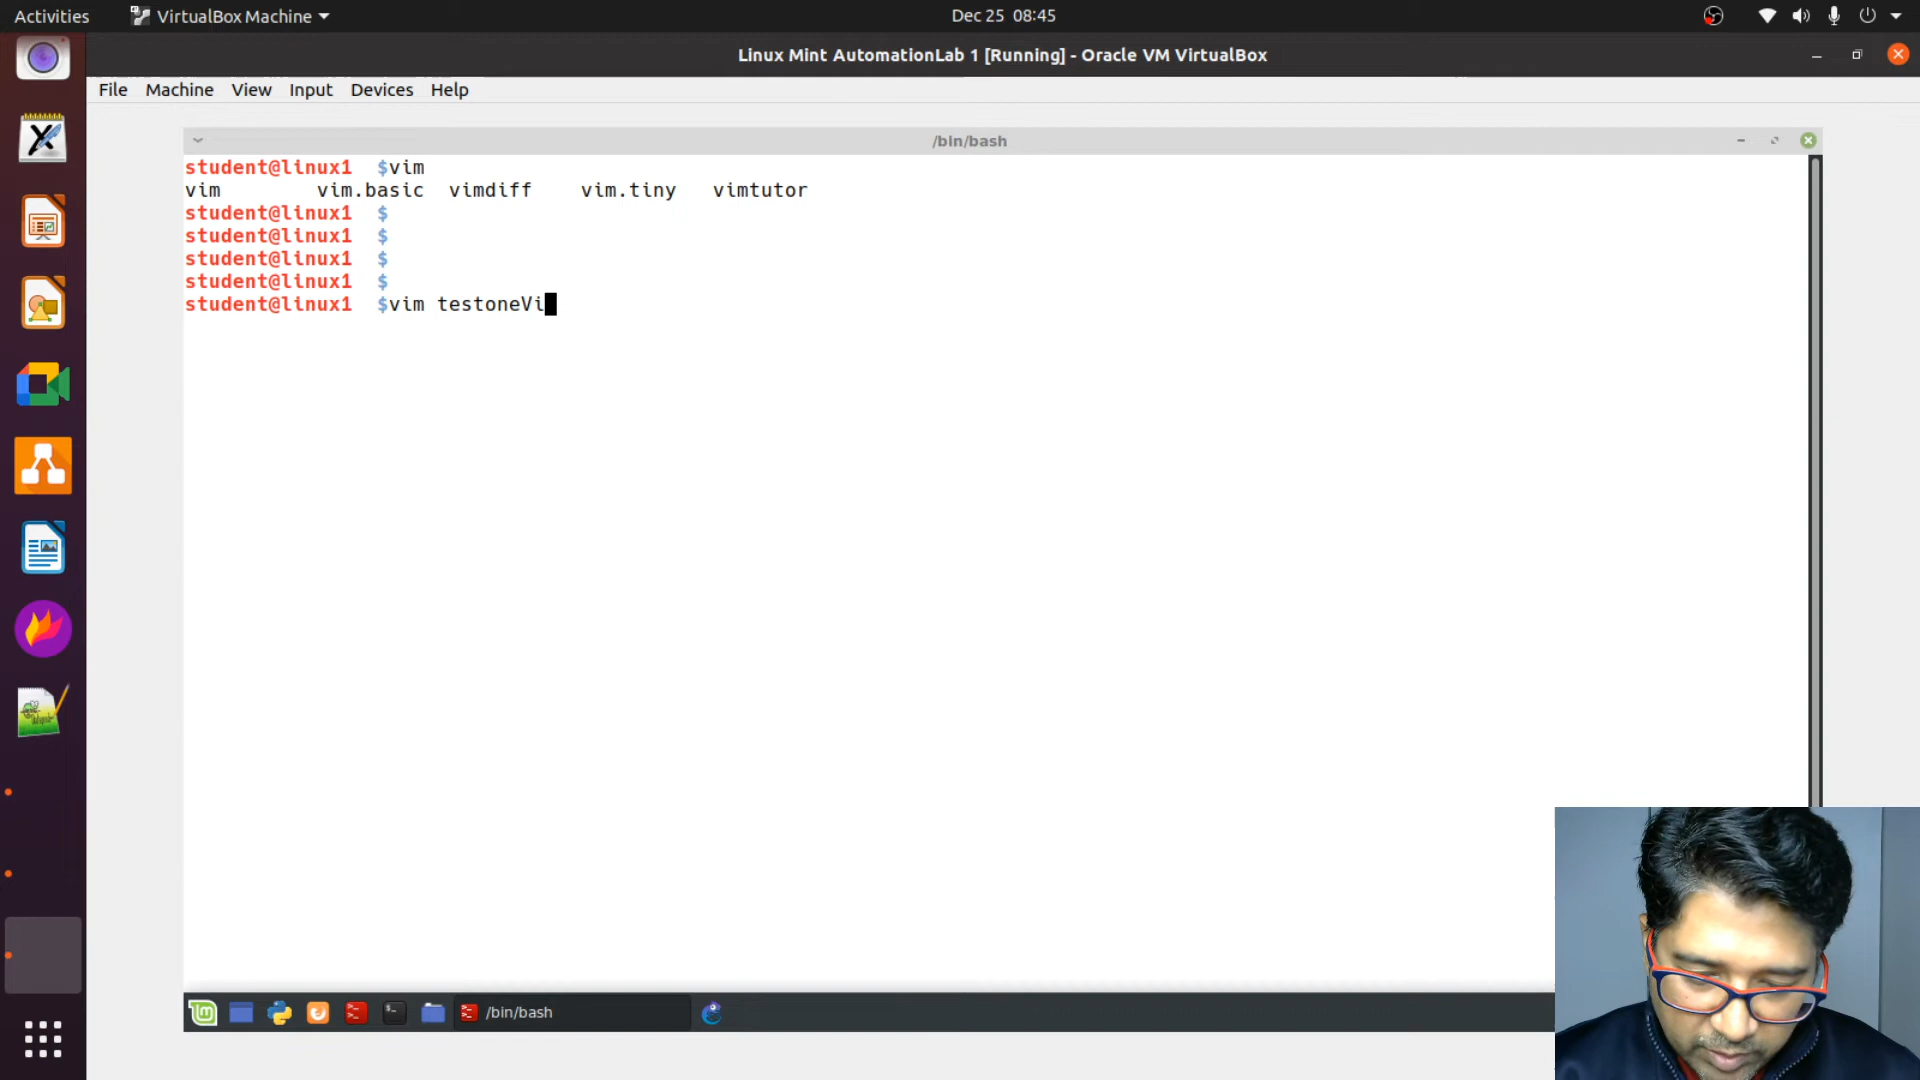 Activities VirtualBox Machine Dec 25 08:45
Linux Mint AutomationLab 1 [Running] - Oracle VM VirtualBox
File Machine View Input Devices Help
/bin/bash
student@linux1 $vim
vim vim.basic vimdiff vim.tiny vimtutor
student@linux1 $
student@linux1 $
student@linux1 $
student@linux1 $
student@linux1 $vim testoneVi
/bin/bash